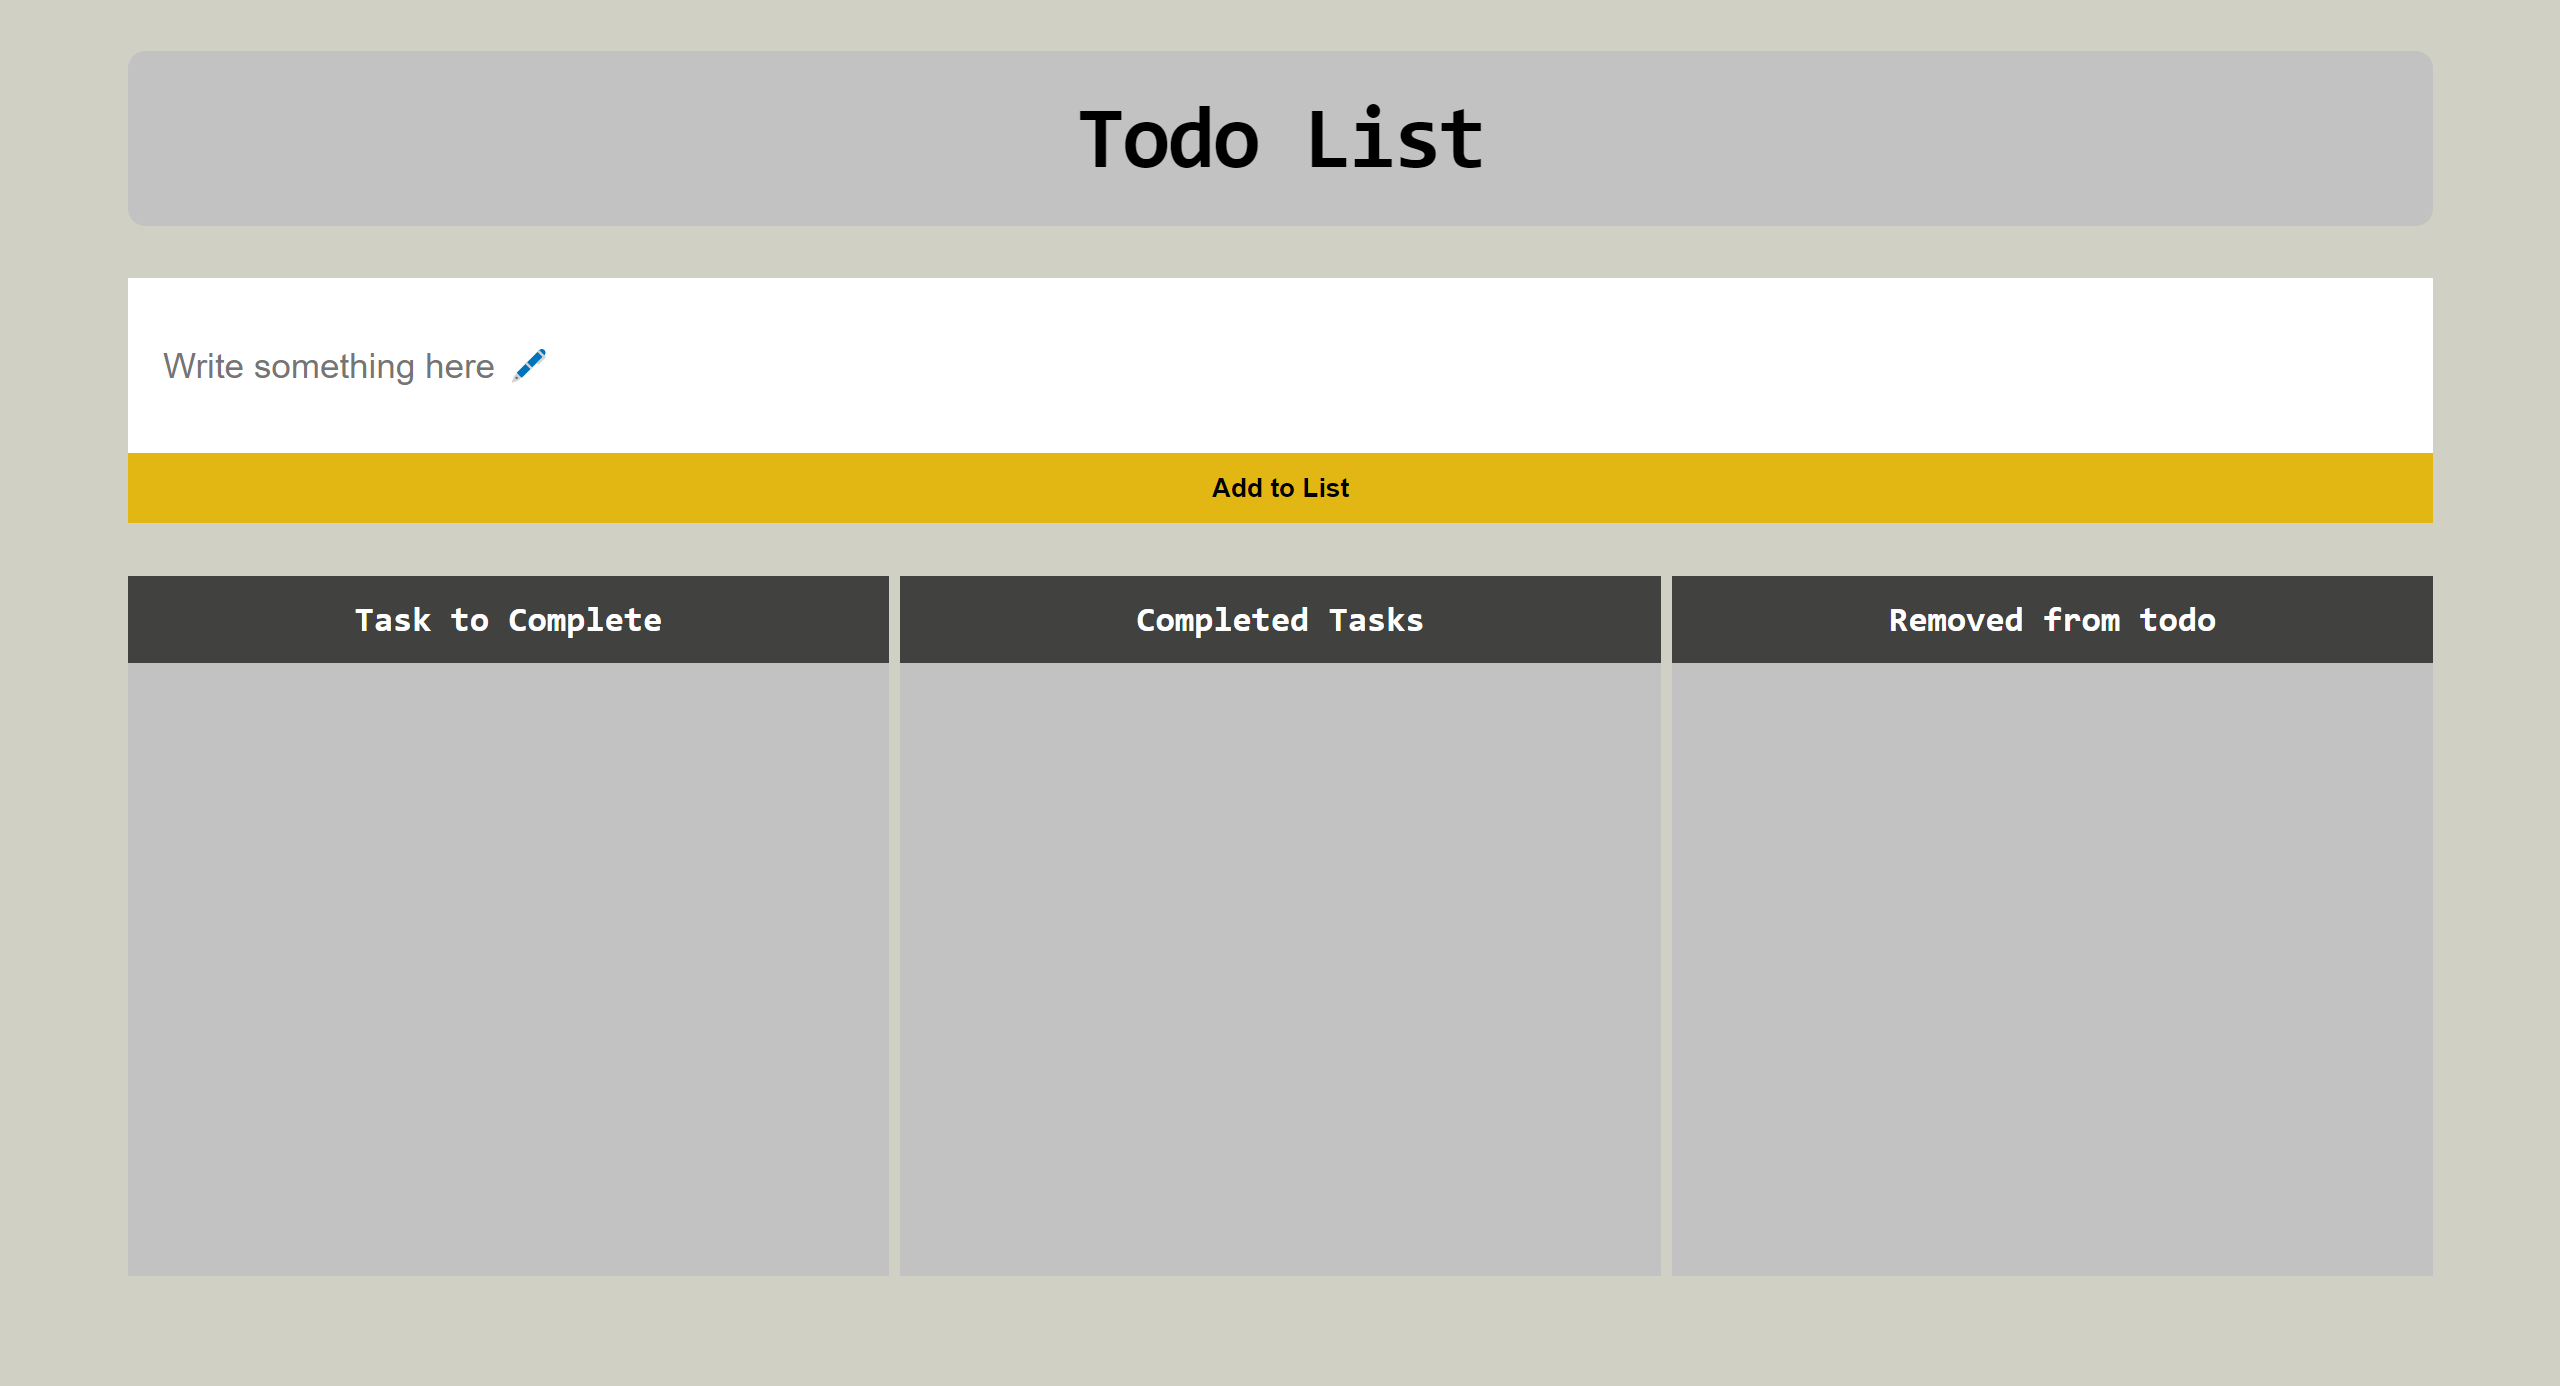 Todo List
Write something here 🖊️
Add to List
Task to Complete
Completed Tasks
Removed from todo